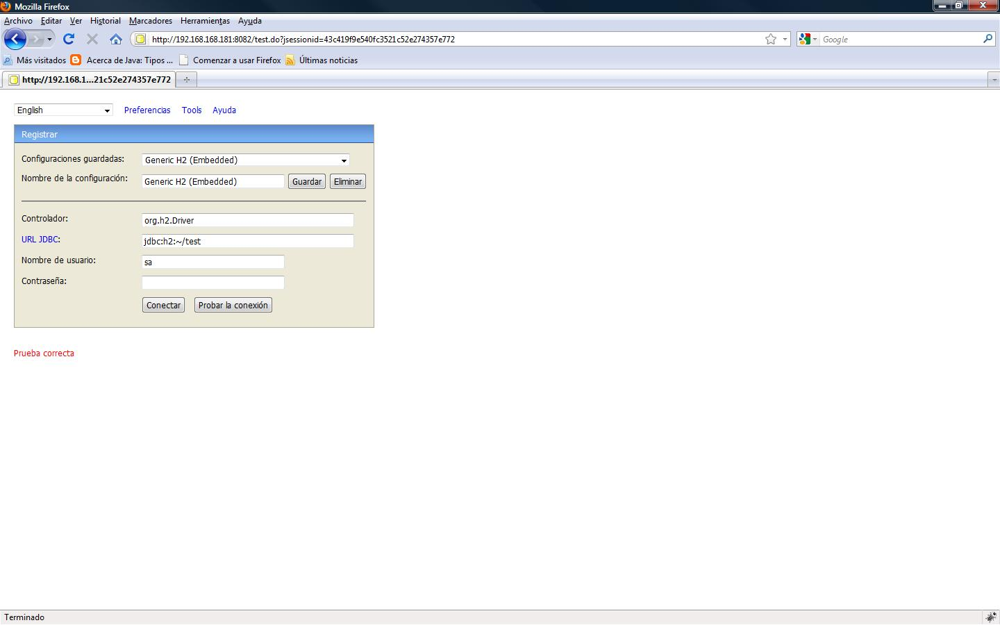 Mozilla Firefox
Archivo Editar Ver Historial Marcadores Herramientas Ayuda
http://192.168.168.181:8082/test.do?jsessionid=43c419f9e540fc3521c52e274357e772 Google
Más visitados Acerca de Java: Tipos ... Comenzar a usar Firefox Últimas noticias
http://192.168.1...21c52e274357e772
English Preferencias Tools Ayuda
Registrar
Configuraciones guardadas: Generic H2 (Embedded)
Nombre de la configuración: Generic H2 (Embedded) Guardar Eliminar
Controlador: org.h2.Driver
URL JDBC: jdbc:h2:~/test
Nombre de usuario: sa
Contraseña:
Conectar Probar la conexión
Prueba correcta
Terminado